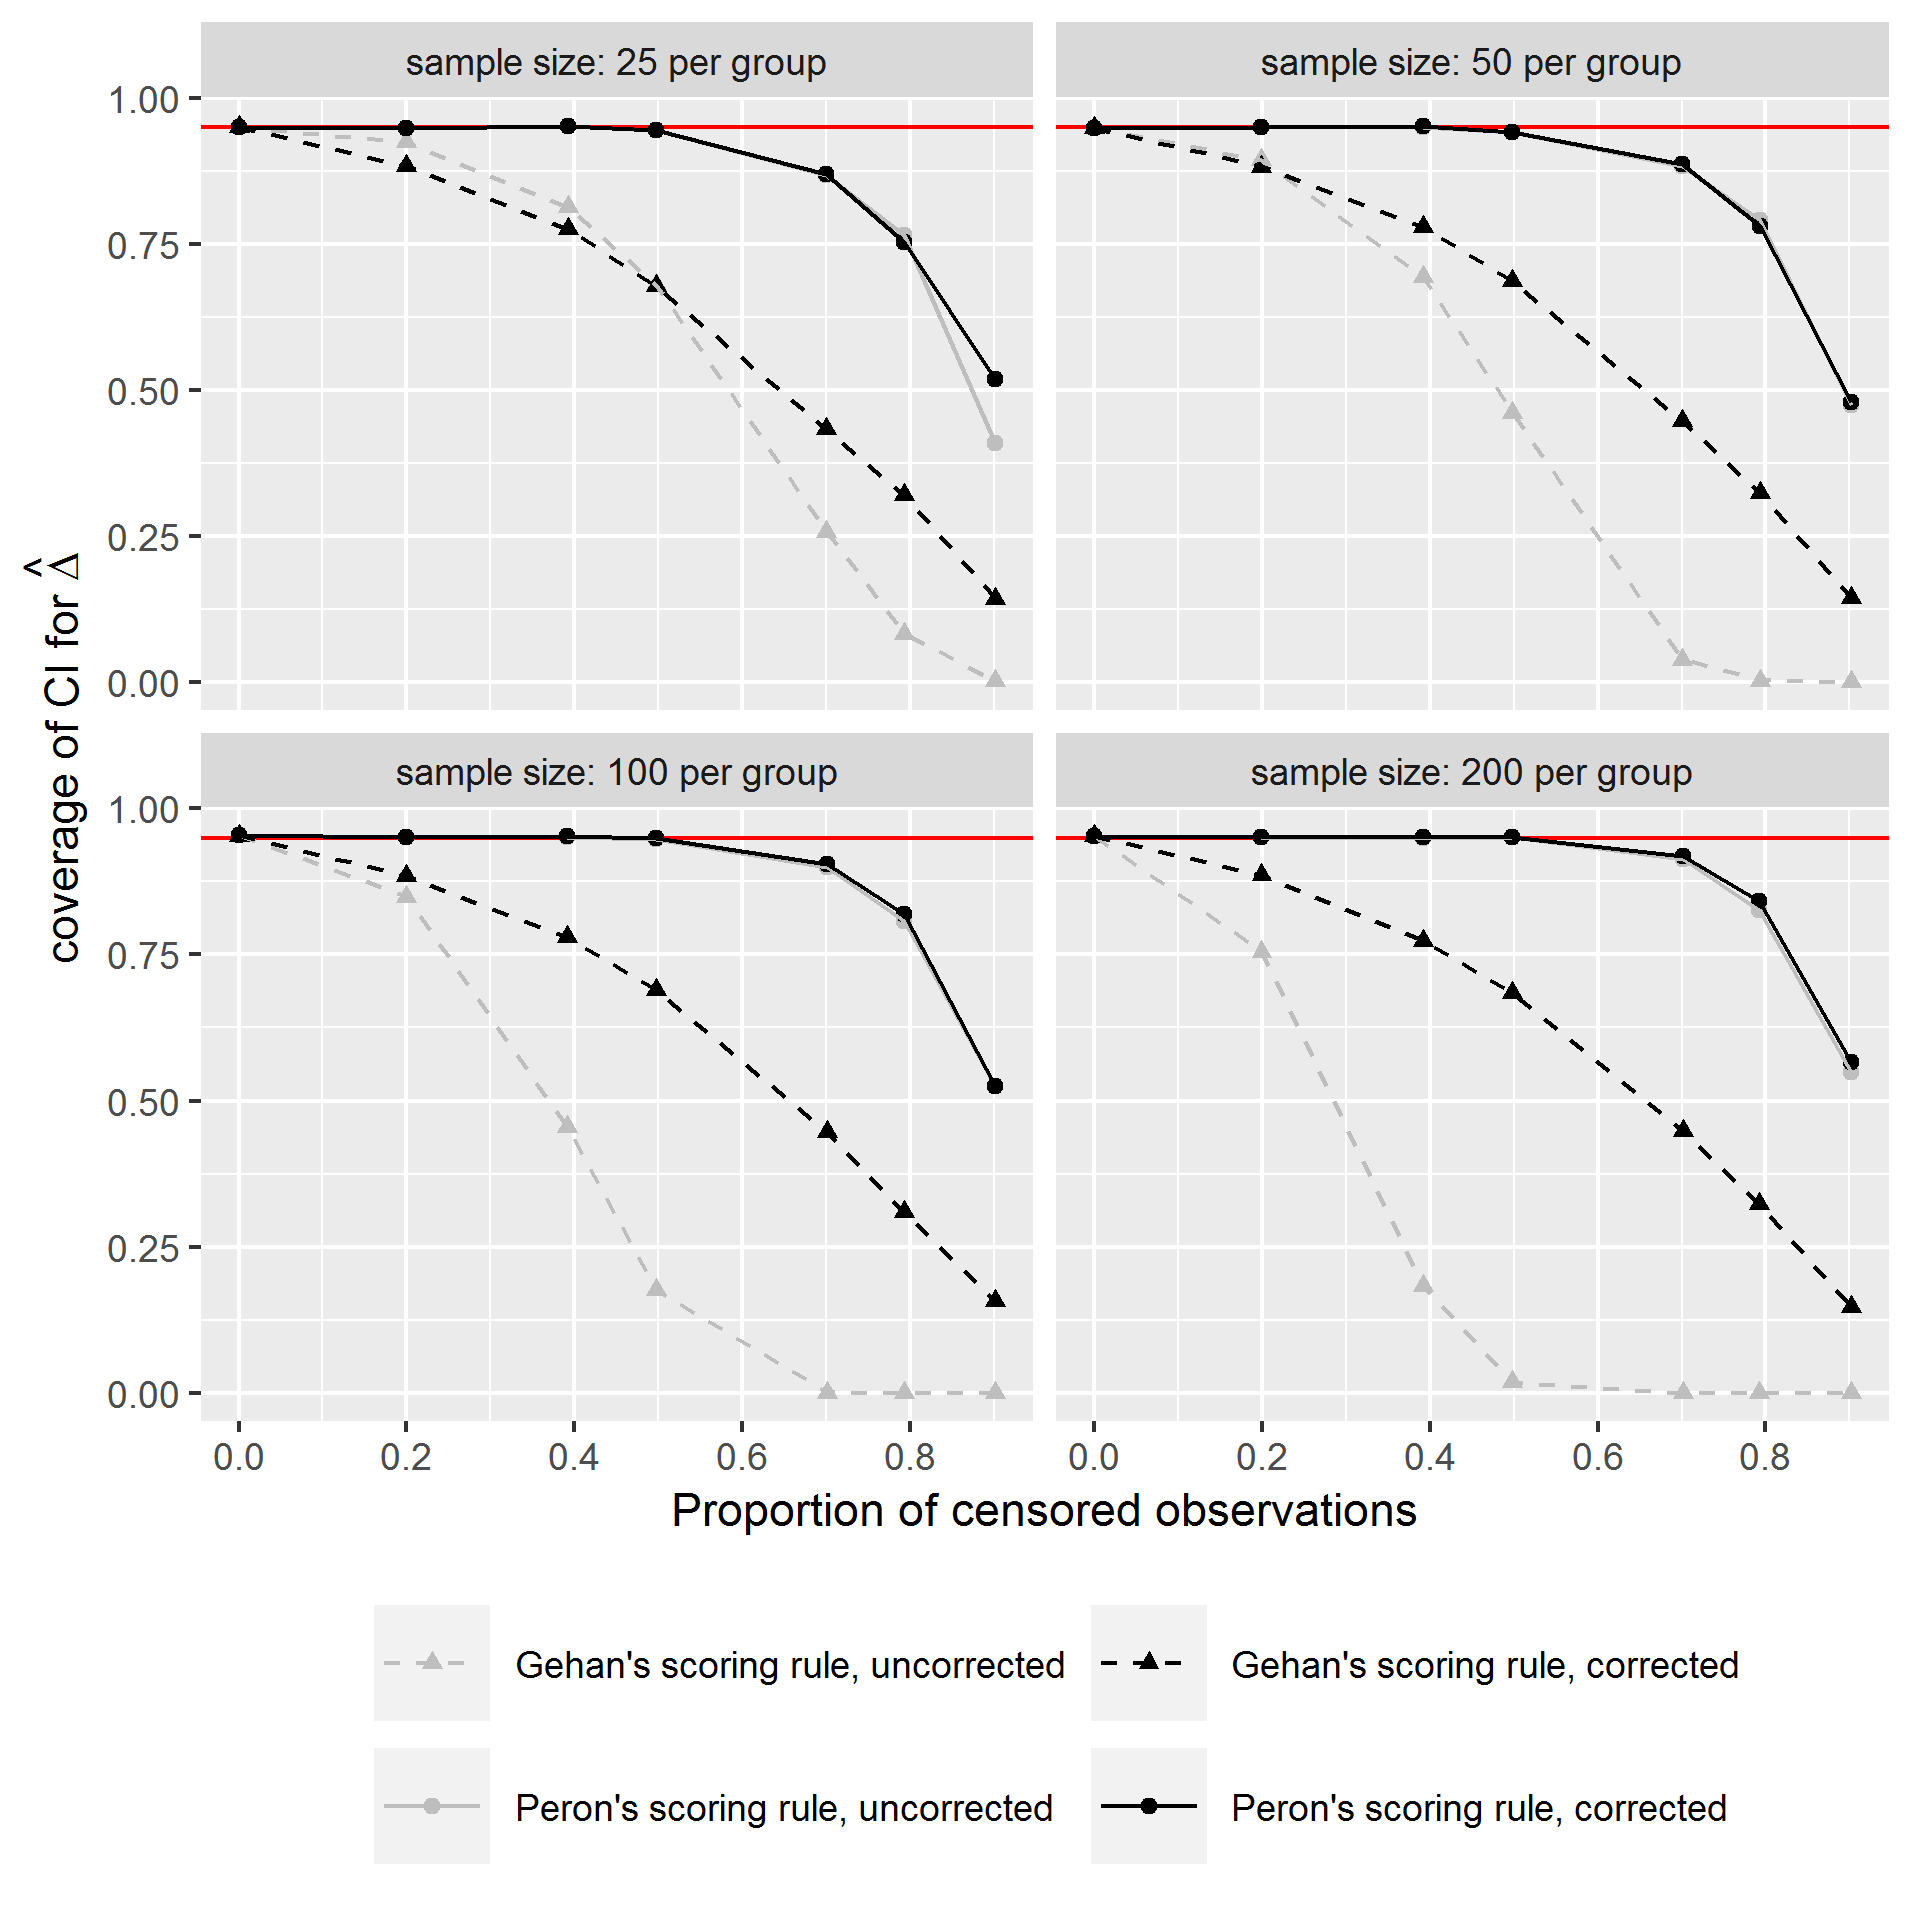 sample size: 25 per group
sample size: 50 per group
1.00
0.75
0.50
0.25
0.00
sample size: 100 per group
sample size: 200 per group
1.00
0.75
0.50
0.25
0.00
coverage of CI for Δ̂
0.0 0.2 0.4 0.6 0.8
0.0 0.2 0.4 0.6 0.8
Proportion of censored observations
Gehan's scoring rule, uncorrected
Gehan's scoring rule, corrected
Peron's scoring rule, uncorrected
Peron's scoring rule, corrected